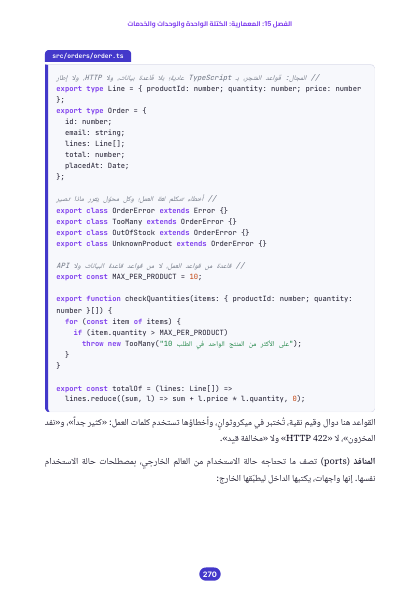 الفصل 15: المعمارية: الكتلة الواحدة والوحدات والخدمات
src/orders/order.ts
// المجال: قواعد المتجر بـ TypeScript عادية؛ بلا قاعدة بيانات، ولا HTTP، ولا إطار
export type Line = { productId: number; quantity: number; price: number
};
export type Order = {
  id: number;
  email: string;
  lines: Line[];
  total: number;
  placedAt: Date;
};
// أخطاء تتكلم لغة العمل؛ وكل محوّل يقرر ماذا تصير
export class OrderError extends Error {}
export class TooMany extends OrderError {}
export class OutOfStock extends OrderError {}
export class UnknownProduct extends OrderError {}
// قاعدة من قواعد العمل، لا من قواعد قاعدة البيانات ولا API
export const MAX_PER_PRODUCT = 10;
export function checkQuantities(items: { productId: number; quantity:
number }[]) {
  for (const item of items) {
    if (item.quantity > MAX_PER_PRODUCT)
      throw new TooMany("على الأكثر من المنتج الواحد في الطلب 10");
  }
}
export const totalOf = (lines: Line[]) =>
  lines.reduce((sum, l) => sum + l.price * l.quantity, 0);
القواعد هنا دوال وقيم نقية، تُختبر في ميكروثوانٍ، وأخطاؤها تستخدم كلمات العمل: «كثير جداً»، و«نفد
المخزون»، لا «HTTP 422» ولا «مخالفة قيد».
المنافذ (ports) تصف ما تحتاجه حالة الاستخدام من العالم الخارجي، بمصطلحات حالة الاستخدام
نفسها. إنها واجهات، يكتبها الداخل ليطبّقها الخارج:
270